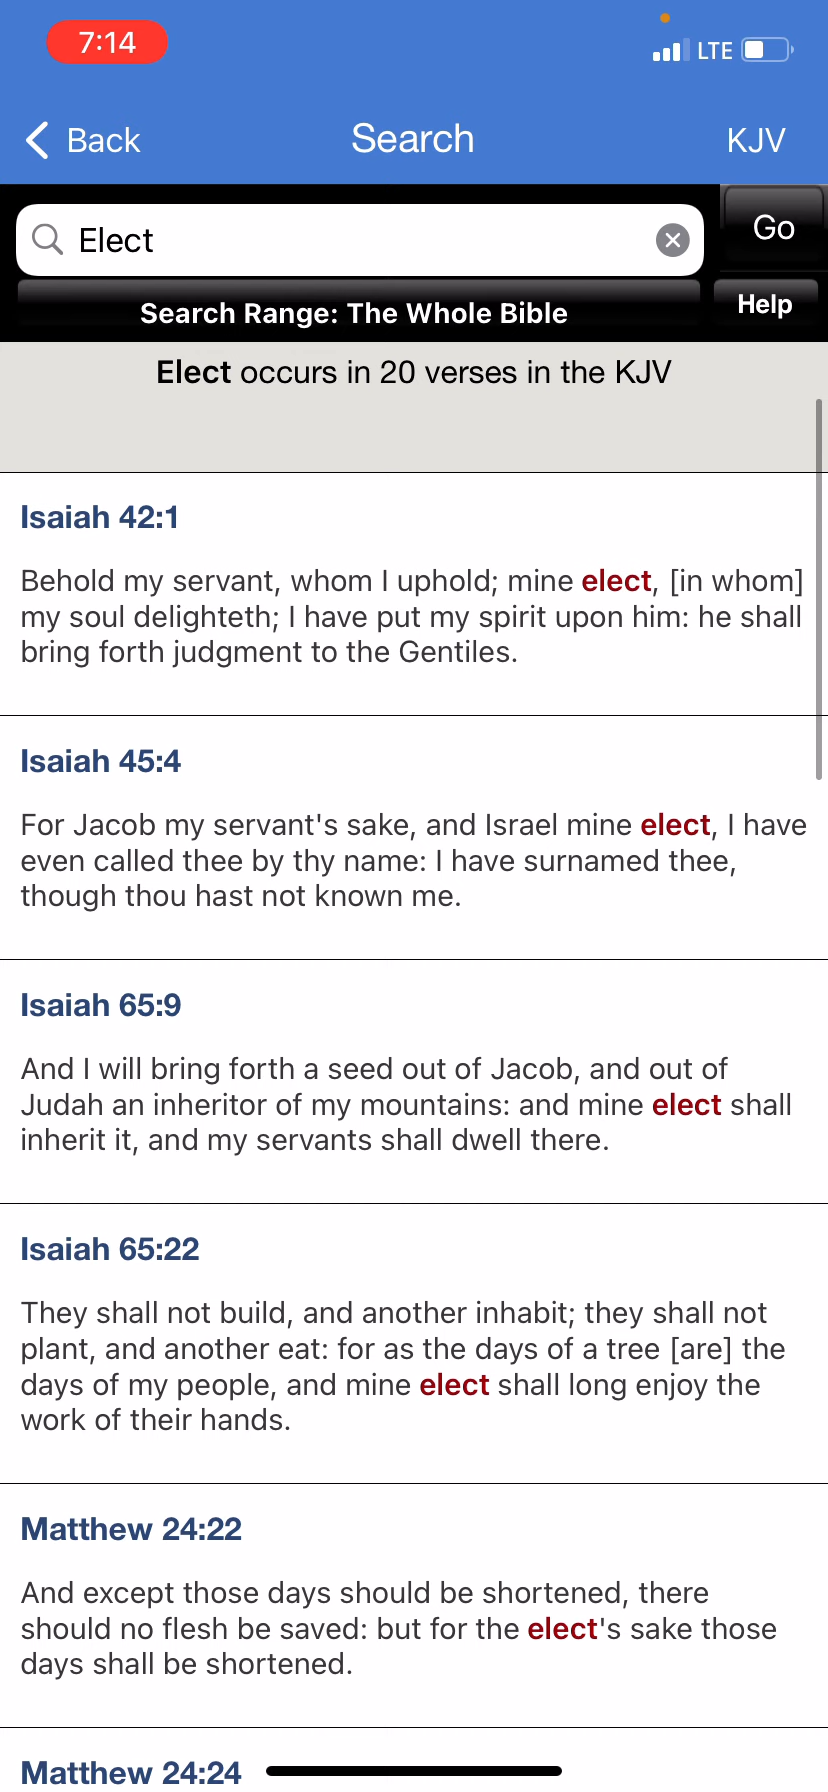 7:14
LTE
Back
Search
KJV
Elect
Go
Search Range: The Whole Bible
Help
Elect occurs in 20 verses in the KJV
Isaiah 42:1
Behold my servant, whom I uphold; mine elect, [in whom]
my soul delighteth; I have put my spirit upon him: he shall
bring forth judgment to the Gentiles.
Isaiah 45:4
For Jacob my servant's sake, and Israel mine elect, I have
even called thee by thy name: I have surnamed thee,
though thou hast not known me.
Isaiah 65:9
And I will bring forth a seed out of Jacob, and out of
Judah an inheritor of my mountains: and mine elect shall
inherit it, and my servants shall dwell there.
Isaiah 65:22
They shall not build, and another inhabit; they shall not
plant, and another eat: for as the days of a tree [are] the
days of my people, and mine elect shall long enjoy the
work of their hands.
Matthew 24:22
And except those days should be shortened, there
should no flesh be saved: but for the elect's sake those
days shall be shortened.
Matthew 24:24